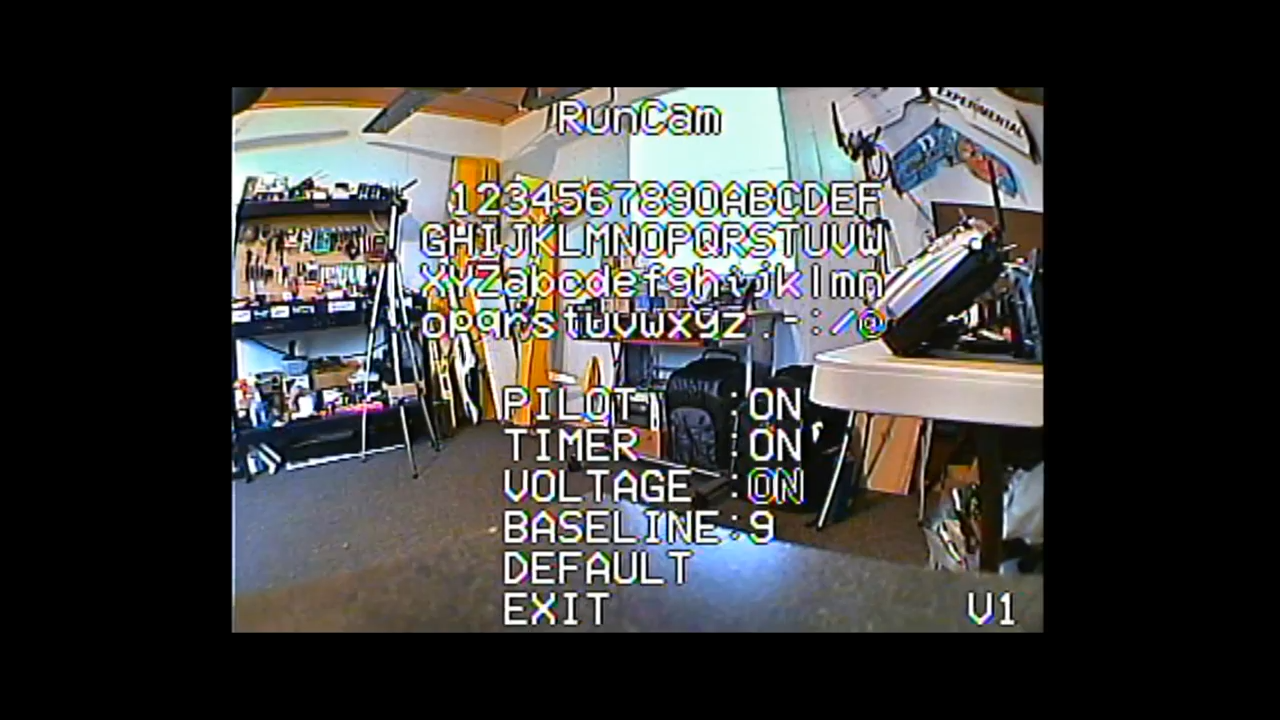 RunCam
EXPERIMENTAL
1234567890ABCDEF
GHIJKLMNOPQRSTUVW
XYZabcdefghijklmn
opqrstuvwxyz.-:/@
PILOT :ON
TIMER :ON
VOLTAGE :ON
BASELINE:9
DEFAULT
EXIT V1